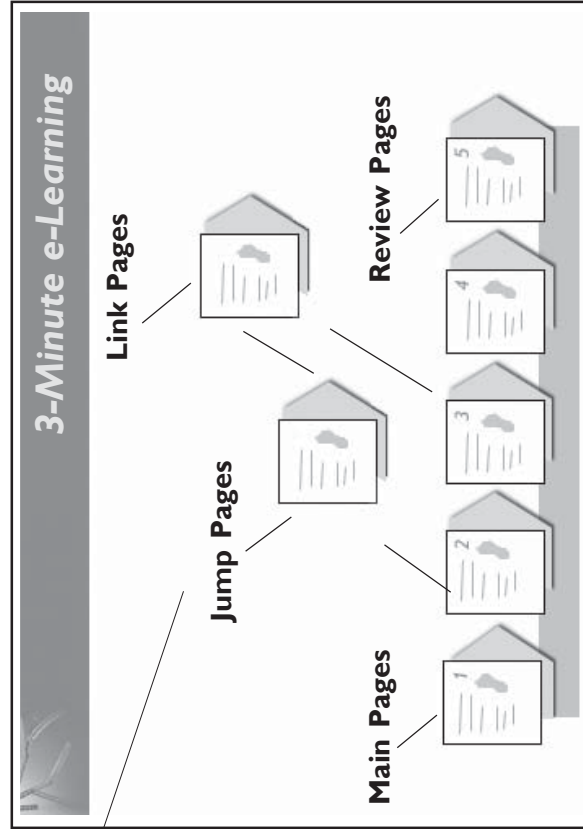 3-Minute e-Learning
Link Pages
Jump Pages
Review Pages
Main Pages
1
2
3
4
5